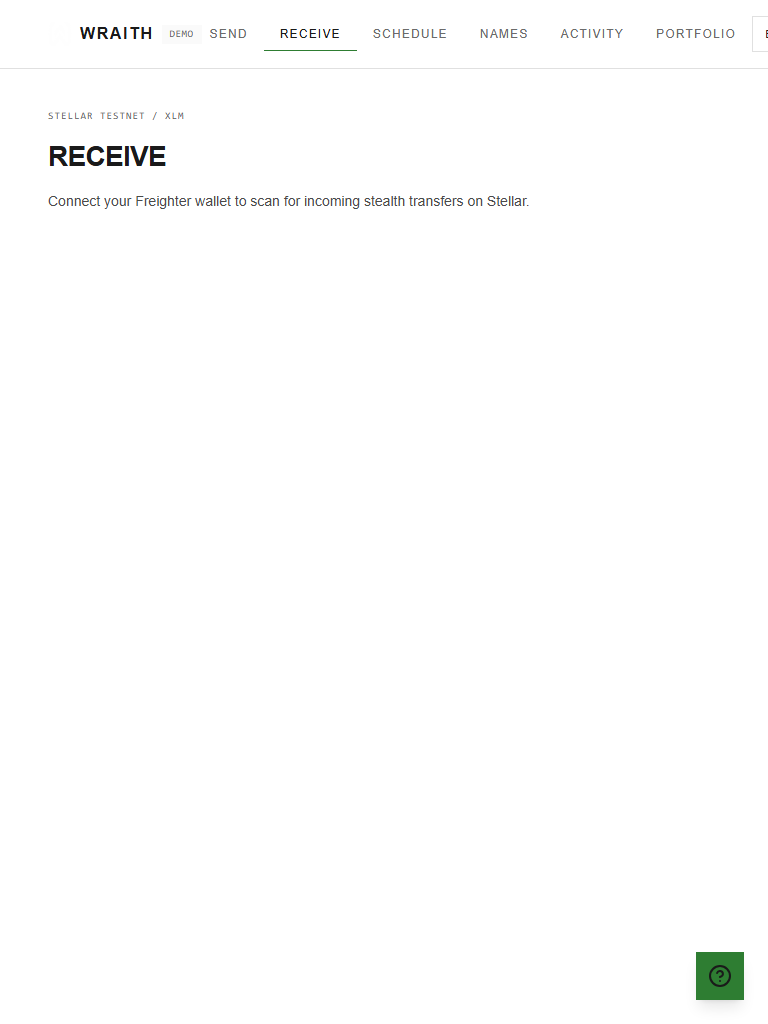 WRAITH DEMO SEND RECEIVE SCHEDULE NAMES ACTIVITY PORTFOLIO
STELLAR TESTNET / XLM
RECEIVE
Connect your Freighter wallet to scan for incoming stealth transfers on Stellar.